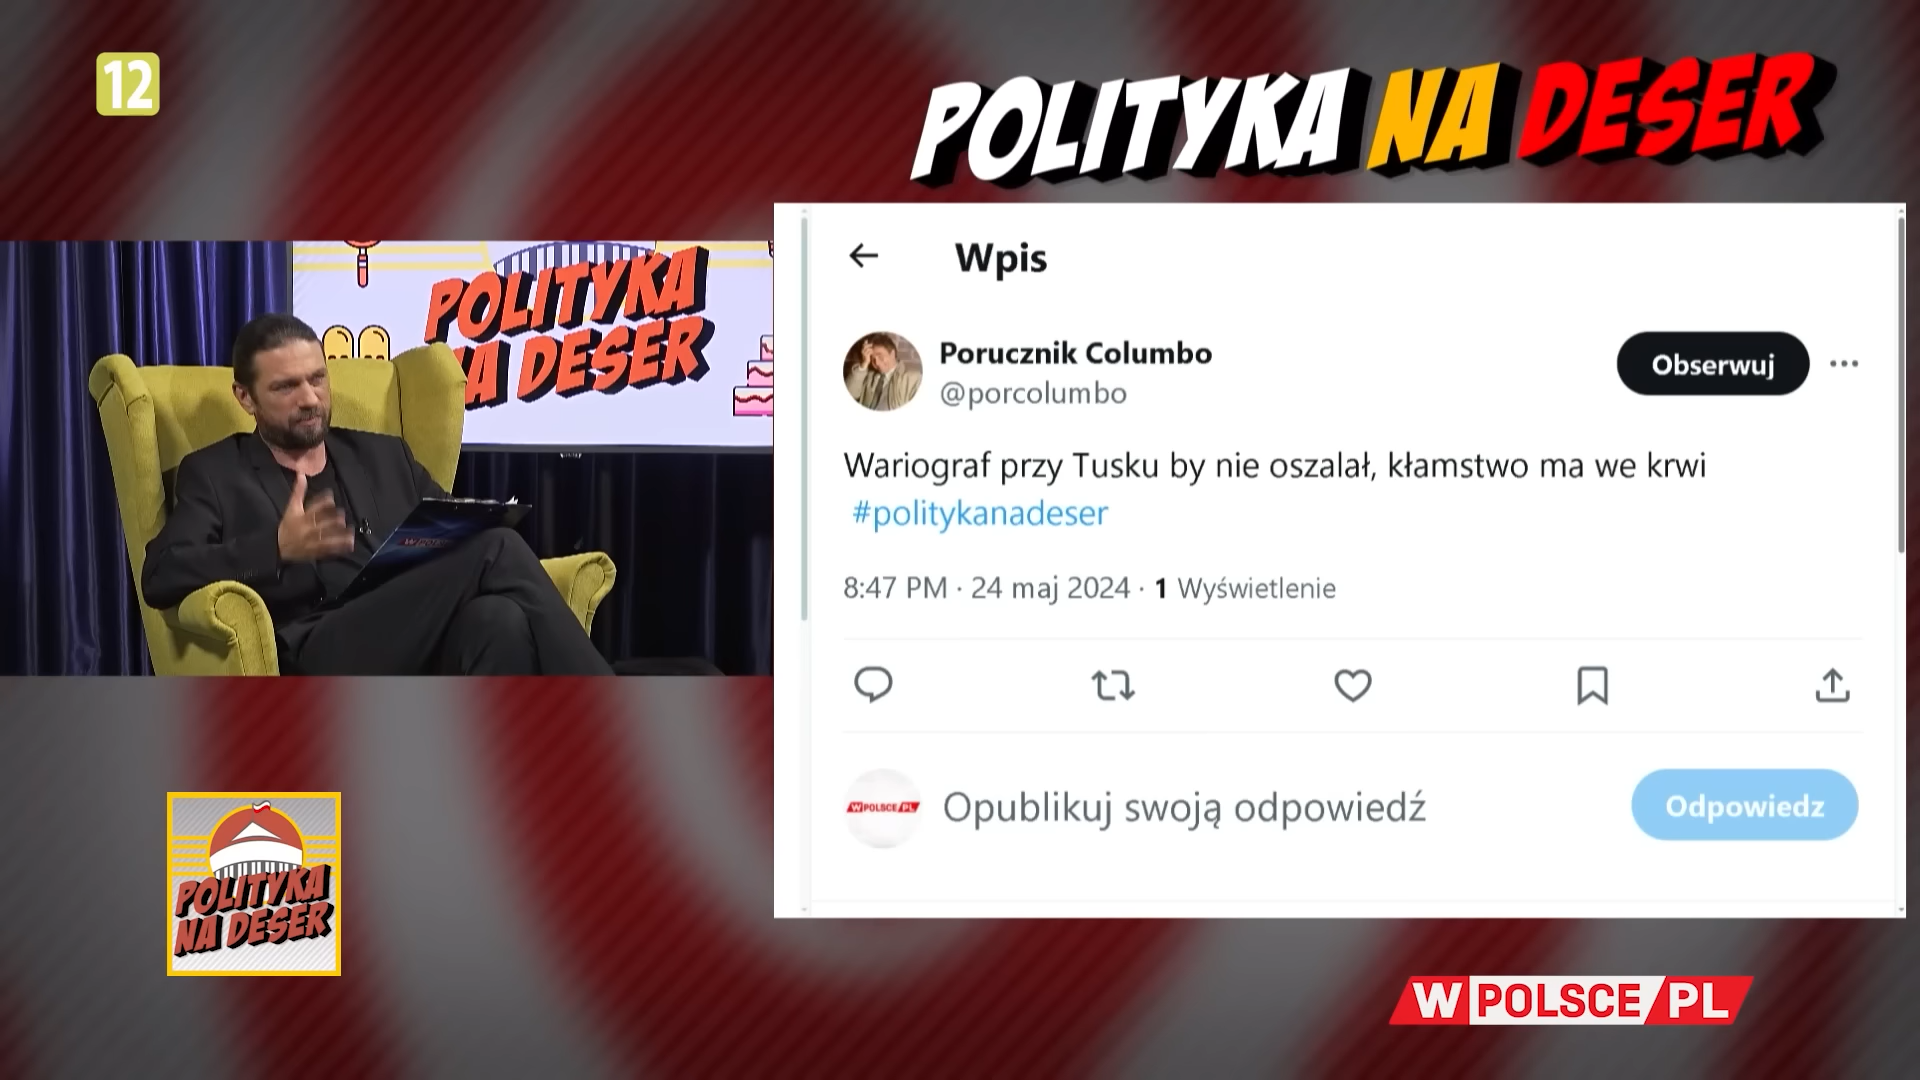 12
POLITYKA NA DESER
POLITYKA
NA DESER
Wpis
Porucznik Columbo
@porcolumbo
Obserwuj
Wariograf przy Tusku by nie oszalał, kłamstwo ma we krwi
#politykanadeser
8:47 PM · 24 maj 2024 · 1 Wyświetlenie
WPOLSCE/PL
Opublikuj swoją odpowiedź
Odpowiedz
POLITYKA
NA DESER
WPOLSCE/PL